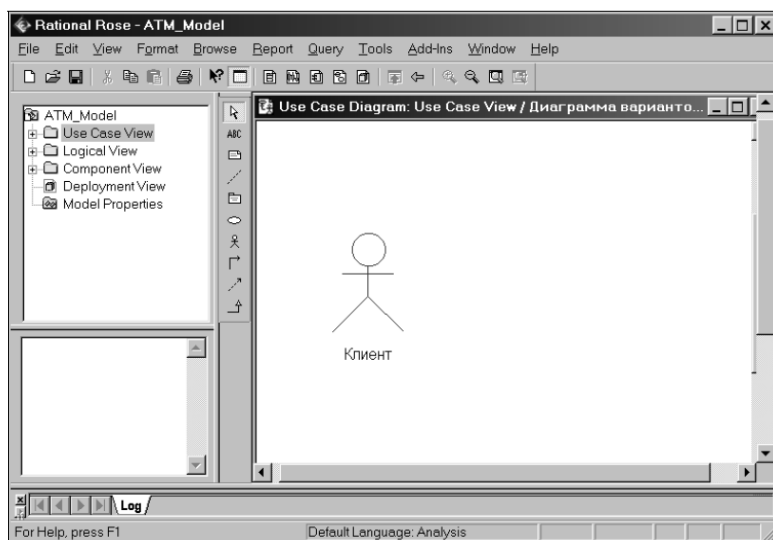 Rational Rose - ATM_Model
File Edit View Format Browse Report Query Tools Add-Ins Window Help
ATM_Model
Use Case View
Logical View
Component View
Deployment View
Model Properties
ABC
Use Case Diagram: Use Case View / Диаграмма варианто...
Клиент
Log
For Help, press F1
Default Language: Analysis